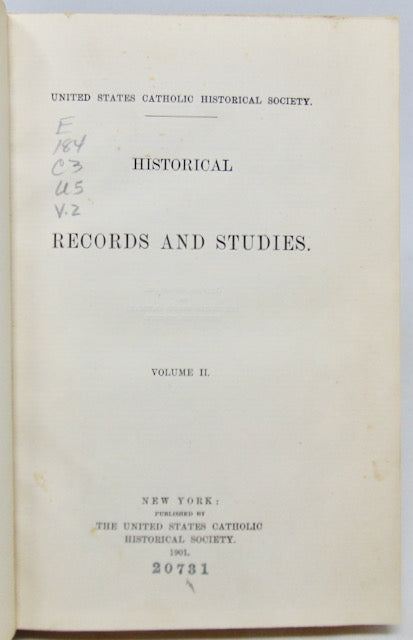 UNITED STATES CATHOLIC HISTORICAL SOCIETY.
E
184
C3
U5
V.2
HISTORICAL
RECORDS AND STUDIES.
VOLUME II.
NEW YORK:
PUBLISHED BY
THE UNITED STATES CATHOLIC
HISTORICAL SOCIETY.
1901.
20731